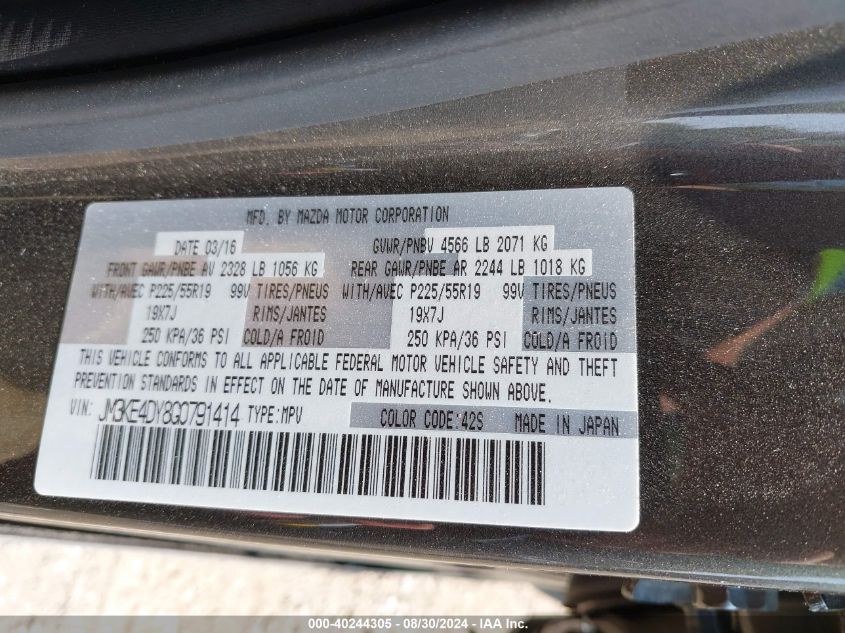 MFD. BY MAZDA MOTOR CORPORATION
DATE 03/16 GVWR/PNBV 4566 LB 2071 KG
FRONT GAWR/PNBE AV 2328 LB 1056 KG REAR GAWR/PNBE AR 2244 LB 1018 KG
WITH/AVEC P225/55R19 99V TIRES/PNEUS WITH/AVEC P225/55R19 99V TIRES/PNEUS
19X7J RIMS/JANTES 19X7J RIMS/JANTES
250 KPA/36 PSI COLD/A FROID 250 KPA/36 PSI COLD/A FROID
THIS VEHICLE CONFORMS TO ALL APPLICABLE FEDERAL MOTOR VEHICLE SAFETY AND THEFT
PREVENTION STANDARDS IN EFFECT ON THE DATE OF MANUFACTURE SHOWN ABOVE.
VIN: JM3KE4DY8G0791414 TYPE:MPV COLOR CODE:42S MADE IN JAPAN
000-40244305 - 08/30/2024 - IAA Inc.